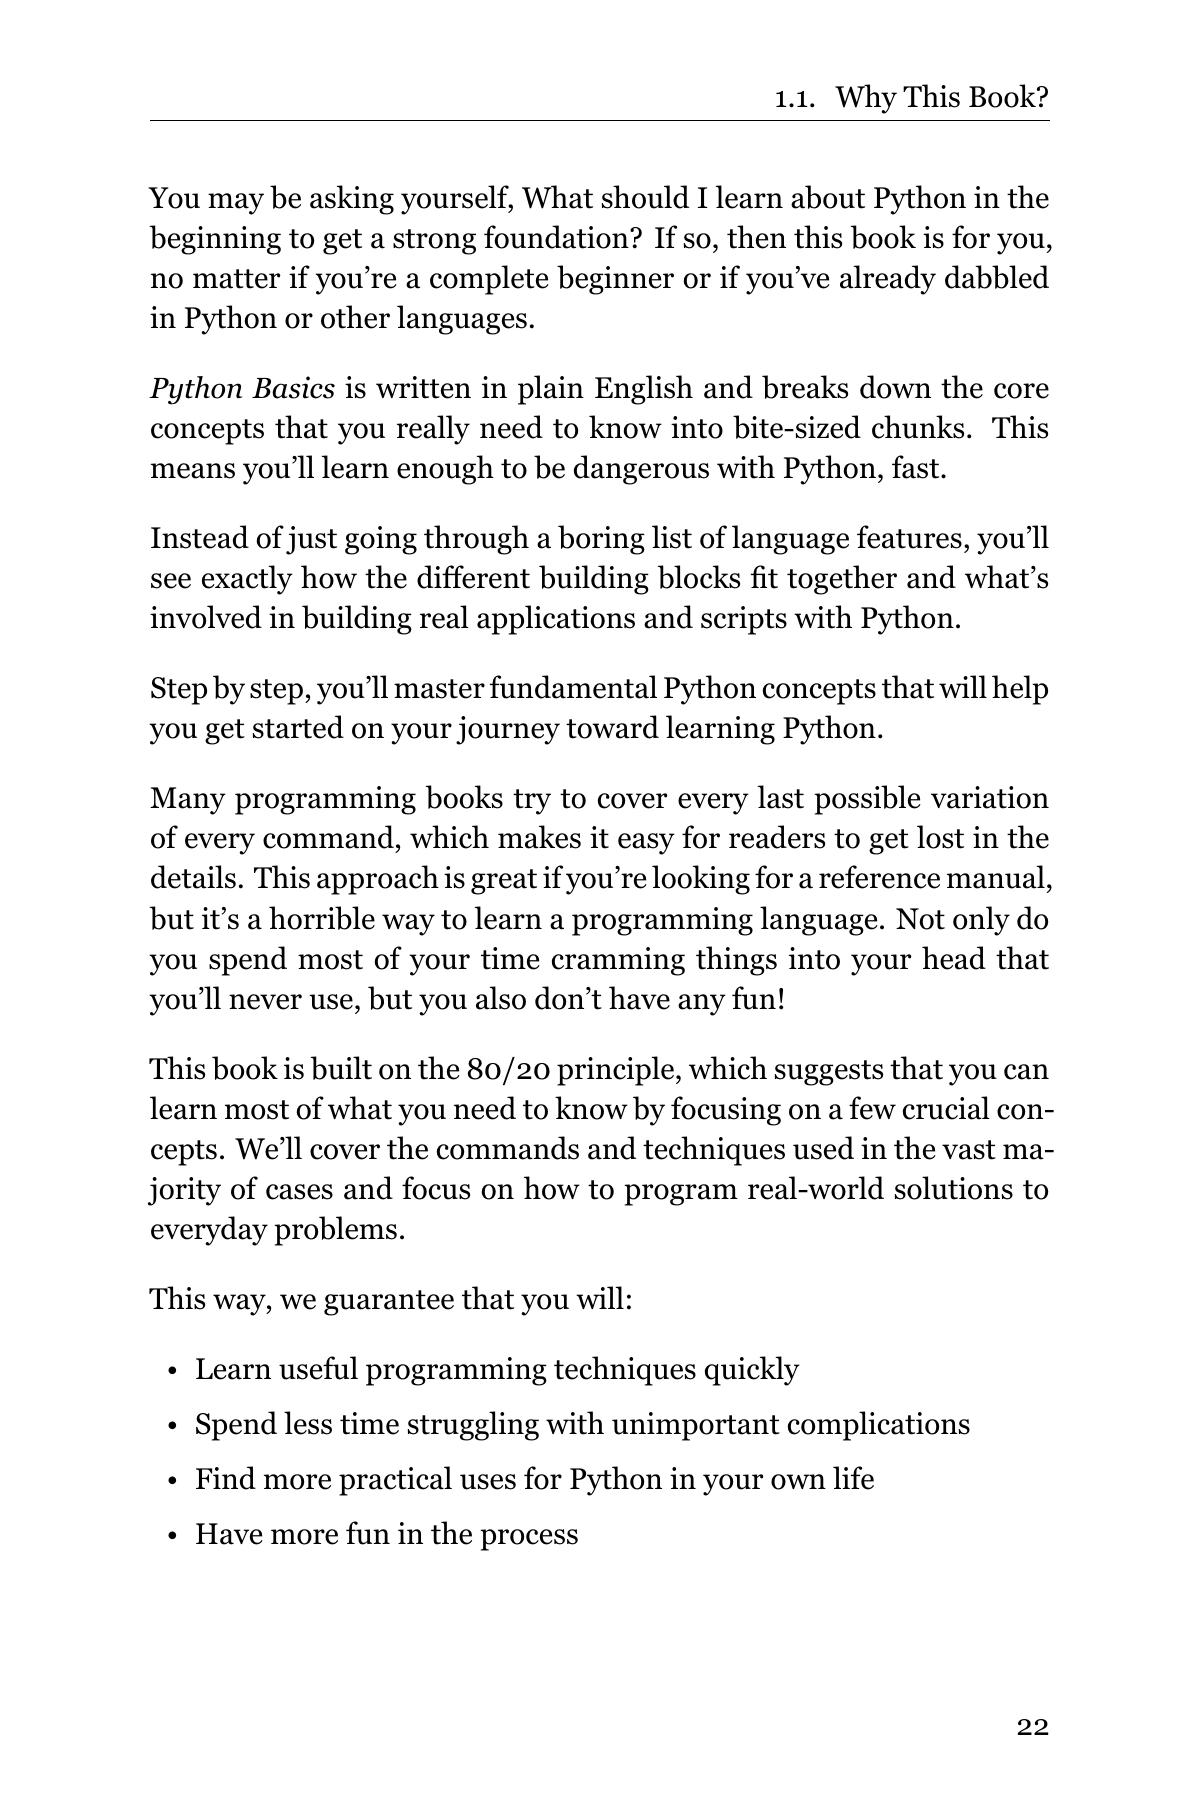 1.1. Why This Book?
You may be asking yourself, What should I learn about Python in the
beginning to get a strong foundation? If so, then this book is for you,
no matter if you’re a complete beginner or if you’ve already dabbled
in Python or other languages.
Python Basics is written in plain English and breaks down the core
concepts that you really need to know into bite-sized chunks. This
means you’ll learn enough to be dangerous with Python, fast.
Instead of just going through a boring list of language features, you’ll
see exactly how the different building blocks fit together and what’s
involved in building real applications and scripts with Python.
Step by step, you’ll master fundamental Python concepts that will help
you get started on your journey toward learning Python.
Many programming books try to cover every last possible variation
of every command, which makes it easy for readers to get lost in the
details. This approach is great if you’re looking for a reference manual,
but it’s a horrible way to learn a programming language. Not only do
you spend most of your time cramming things into your head that
you’ll never use, but you also don’t have any fun!
This book is built on the 80/20 principle, which suggests that you can
learn most of what you need to know by focusing on a few crucial con-
cepts. We’ll cover the commands and techniques used in the vast ma-
jority of cases and focus on how to program real-world solutions to
everyday problems.
This way, we guarantee that you will:
• Learn useful programming techniques quickly
• Spend less time struggling with unimportant complications
• Find more practical uses for Python in your own life
• Have more fun in the process
22